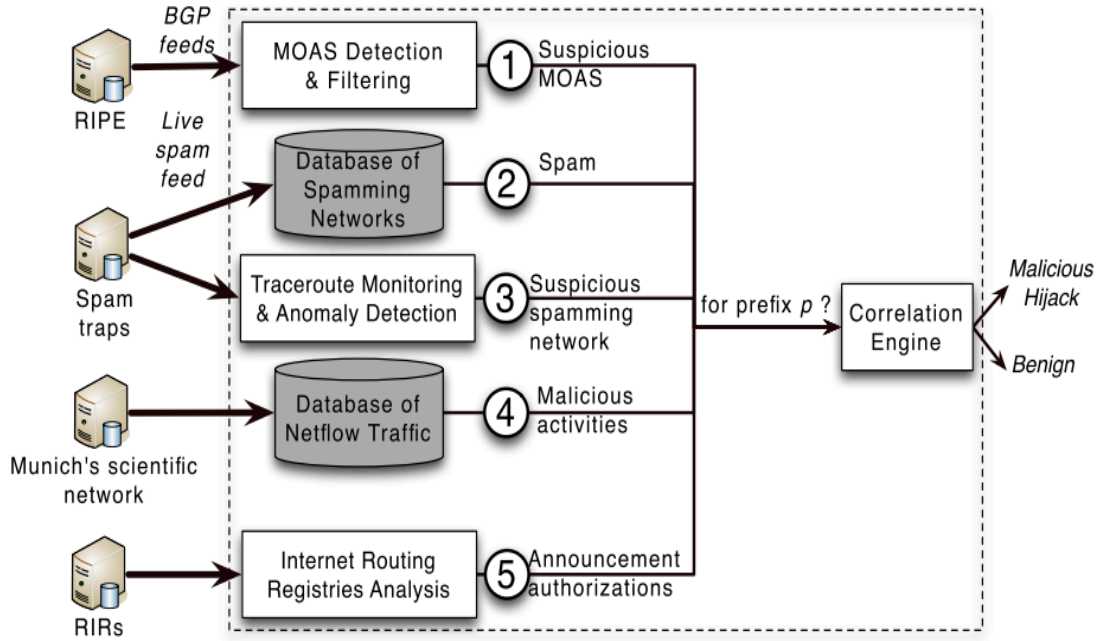 BGP
feeds
RIPE
MOAS Detection
& Filtering
1
Suspicious
MOAS
Live
spam
feed
Database of
Spamming
Networks
2
Spam
Spam
traps
Traceroute Monitoring
& Anomaly Detection
3
Suspicious
spamming
network
for prefix p ?
Correlation
Engine
Malicious
Hijack
Benign
Munich's scientific
network
Database of
Netflow Traffic
4
Malicious
activities
RIRs
Internet Routing
Registries Analysis
5
Announcement
authorizations